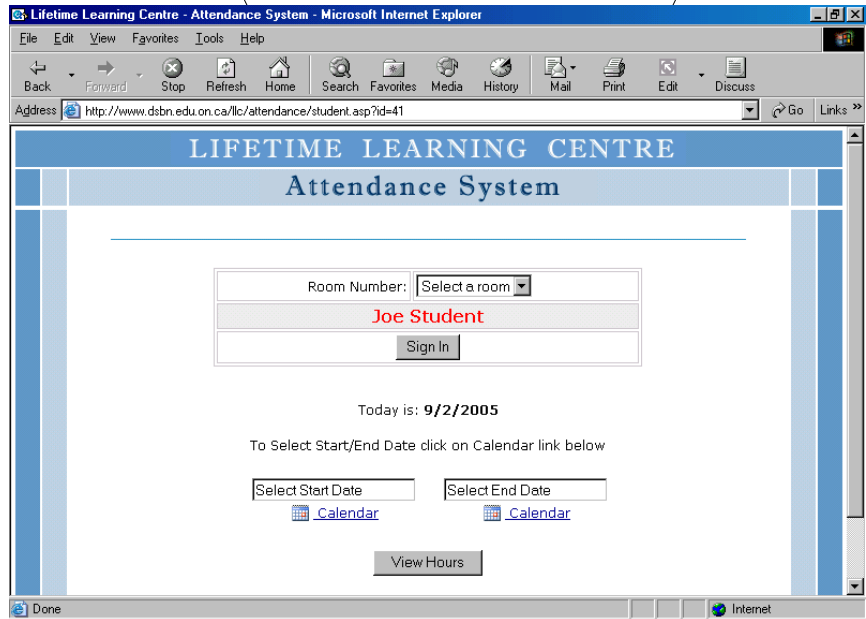 Lifetime Learning Centre - Attendance System - Microsoft Internet Explorer
File Edit View Favorites Tools Help
Back Forward Stop Refresh Home Search Favorites Media History Mail Print Edit Discuss
Address http://www.dsbn.edu.on.ca/llc/attendance/student.asp?id=41 Go Links »
LIFETIME LEARNING CENTRE
Attendance System
Room Number: Select a room
Joe Student
Sign In
Today is: 9/2/2005
To Select Start/End Date click on Calendar link below
Select Start Date Select End Date
Calendar Calendar
View Hours
Done Internet